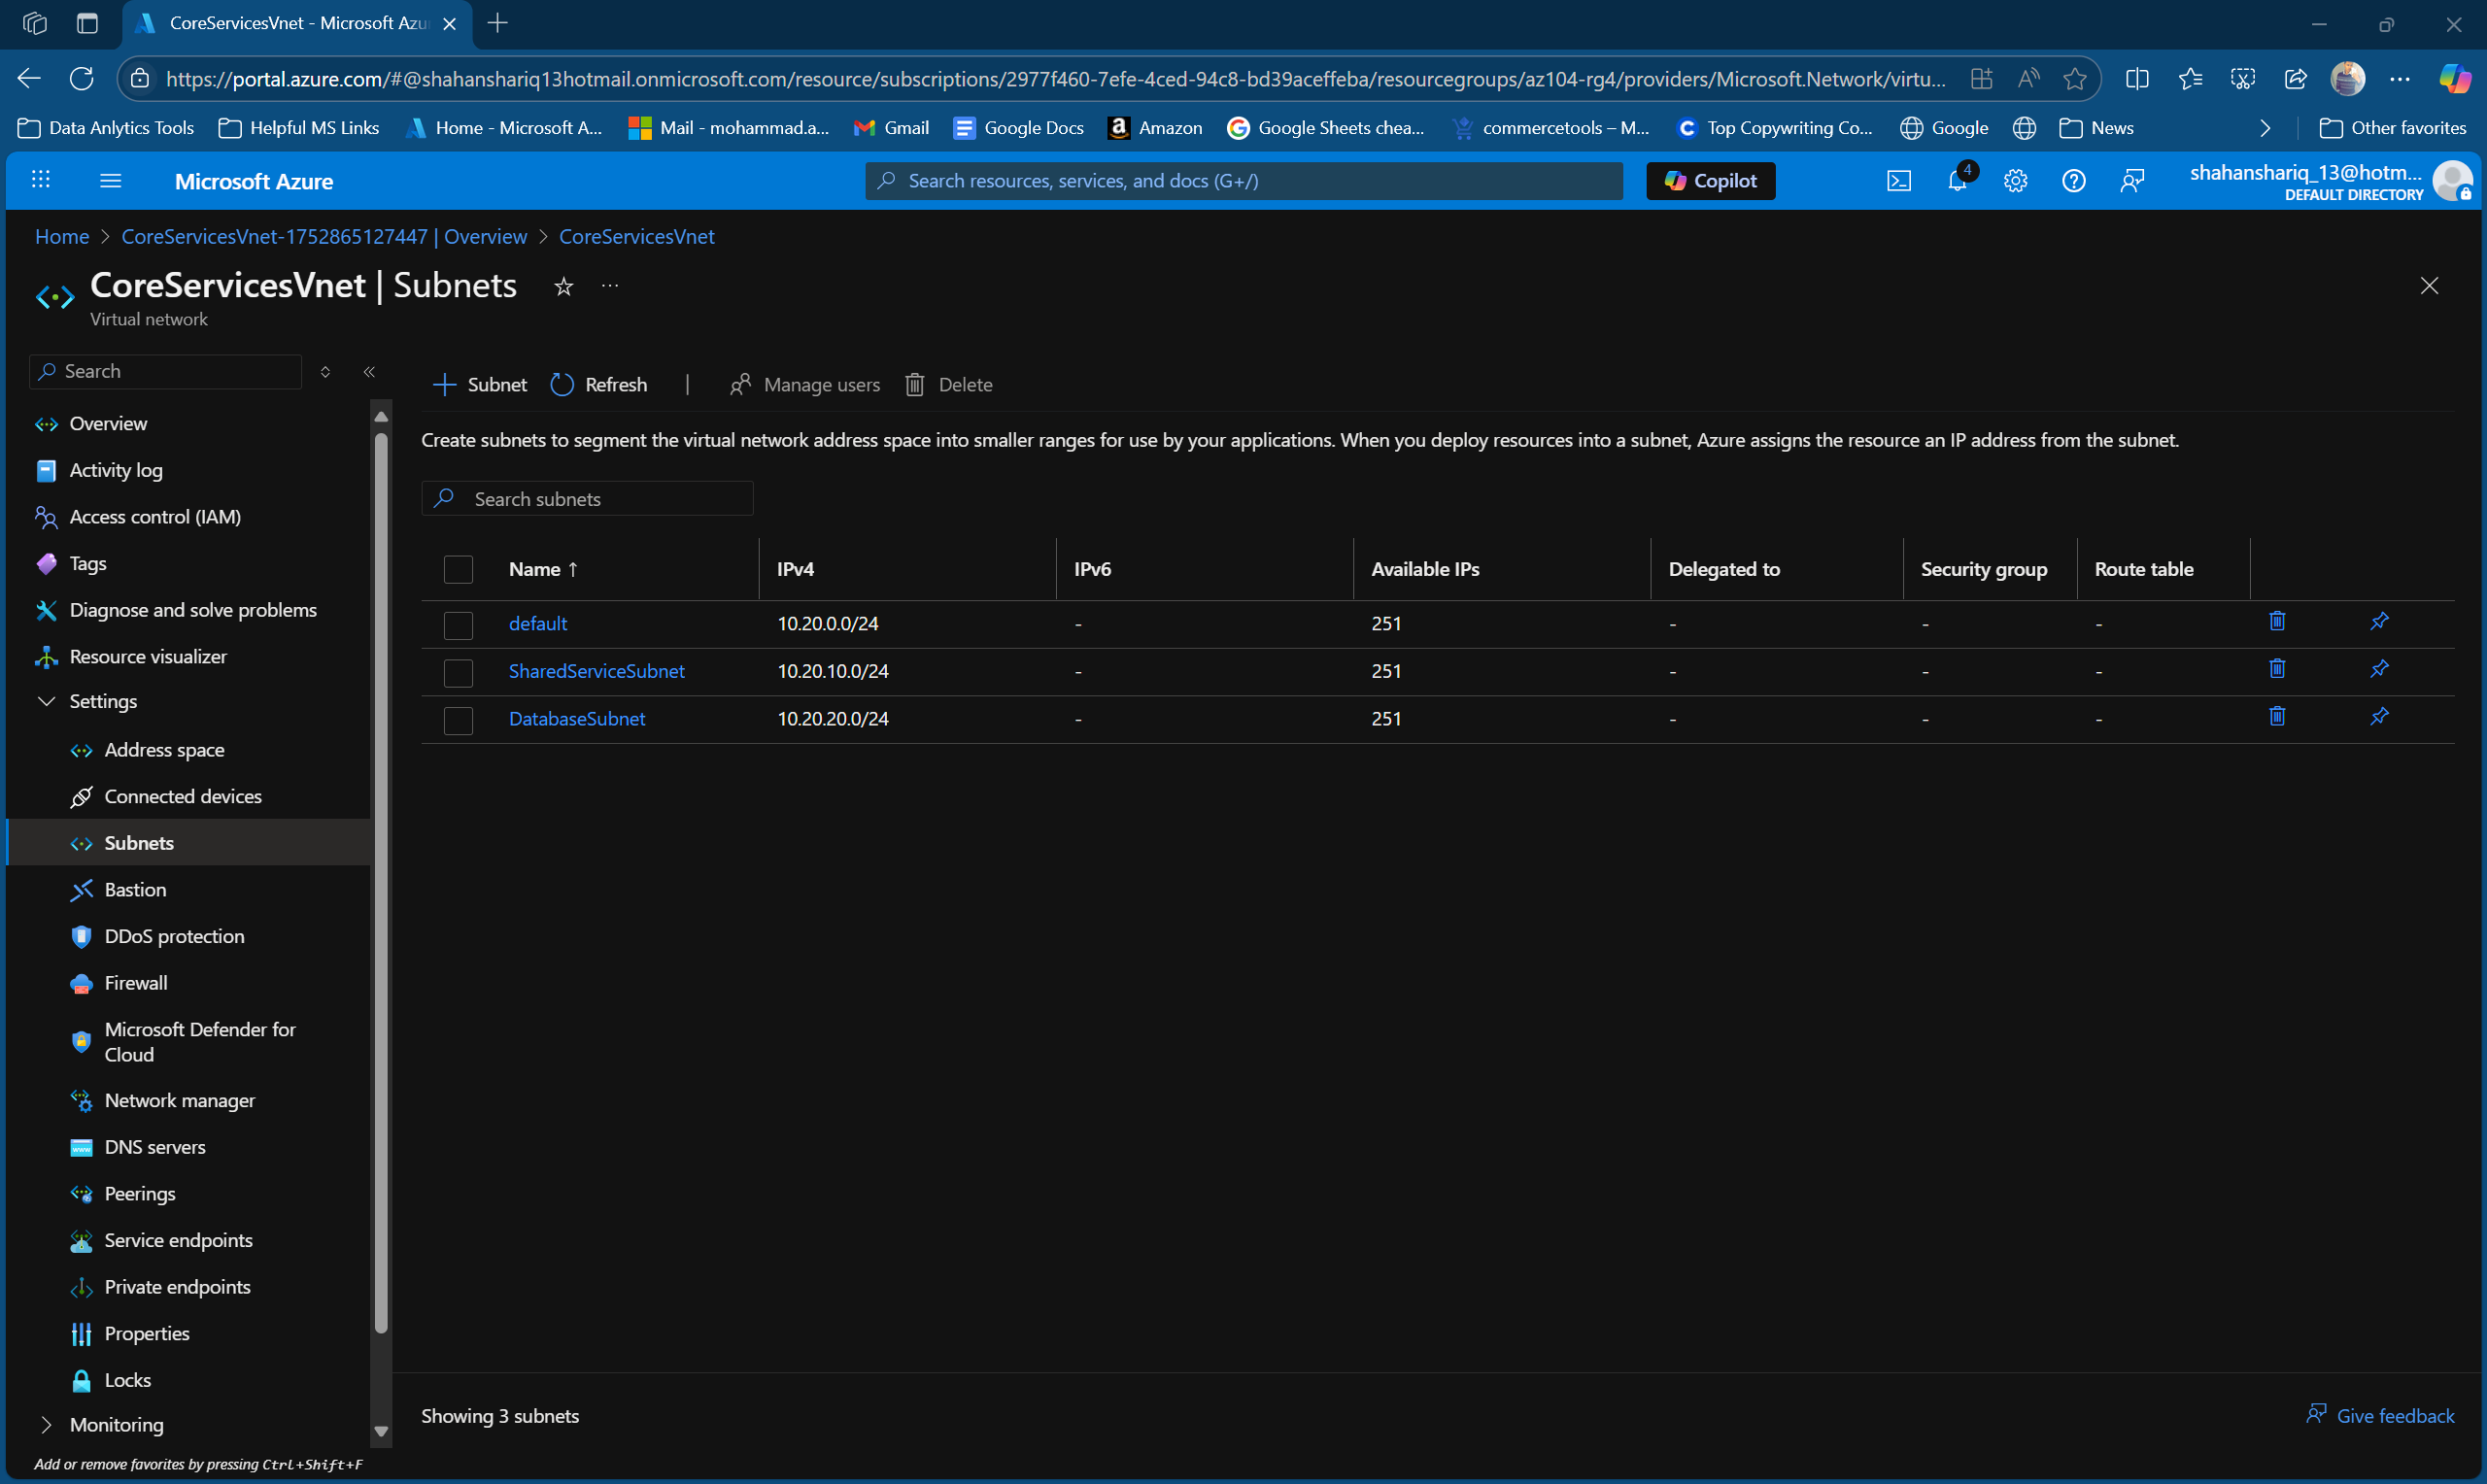 CoreServicesVnet - Microsoft Azu
https://portal.azure.com/#@shahanshariq13hotmail.onmicrosoft.com/resource/subscriptions/2977f460-7efe-4ced-94c8-bd39aceffeba/resourcegroups/az104-rg4/providers/Microsoft.Network/virtu...
Data Anlytics Tools Helpful MS Links Home - Microsoft A... Mail - mohammad.a... Gmail Google Docs Amazon Google Sheets chea... commercetools – M... Top Copywriting Co... Google News Other favorites
Microsoft Azure Search resources, services, and docs (G+/) Copilot 4 shahanshariq_13@hotm...
DEFAULT DIRECTORY
Home > CoreServicesVnet-1752865127447 | Overview > CoreServicesVnet
CoreServicesVnet | Subnets
Virtual network
Search
Subnet Refresh | Manage users Delete
Overview
Activity log
Access control (IAM)
Tags
Diagnose and solve problems
Resource visualizer
Settings
Address space
Connected devices
Subnets
Bastion
DDoS protection
Firewall
Microsoft Defender for
Cloud
Network manager
DNS servers
Peerings
Service endpoints
Private endpoints
Properties
Locks
Monitoring
Add or remove favorites by pressing Ctrl+Shift+F
Create subnets to segment the virtual network address space into smaller ranges for use by your applications. When you deploy resources into a subnet, Azure assigns the resource an IP address from the subnet.
Search subnets
Name ↑ IPv4 IPv6 Available IPs Delegated to Security group Route table
default 10.20.0.0/24 - 251 - - -
SharedServiceSubnet 10.20.10.0/24 - 251 - - -
DatabaseSubnet 10.20.20.0/24 - 251 - - -
Showing 3 subnets
Give feedback